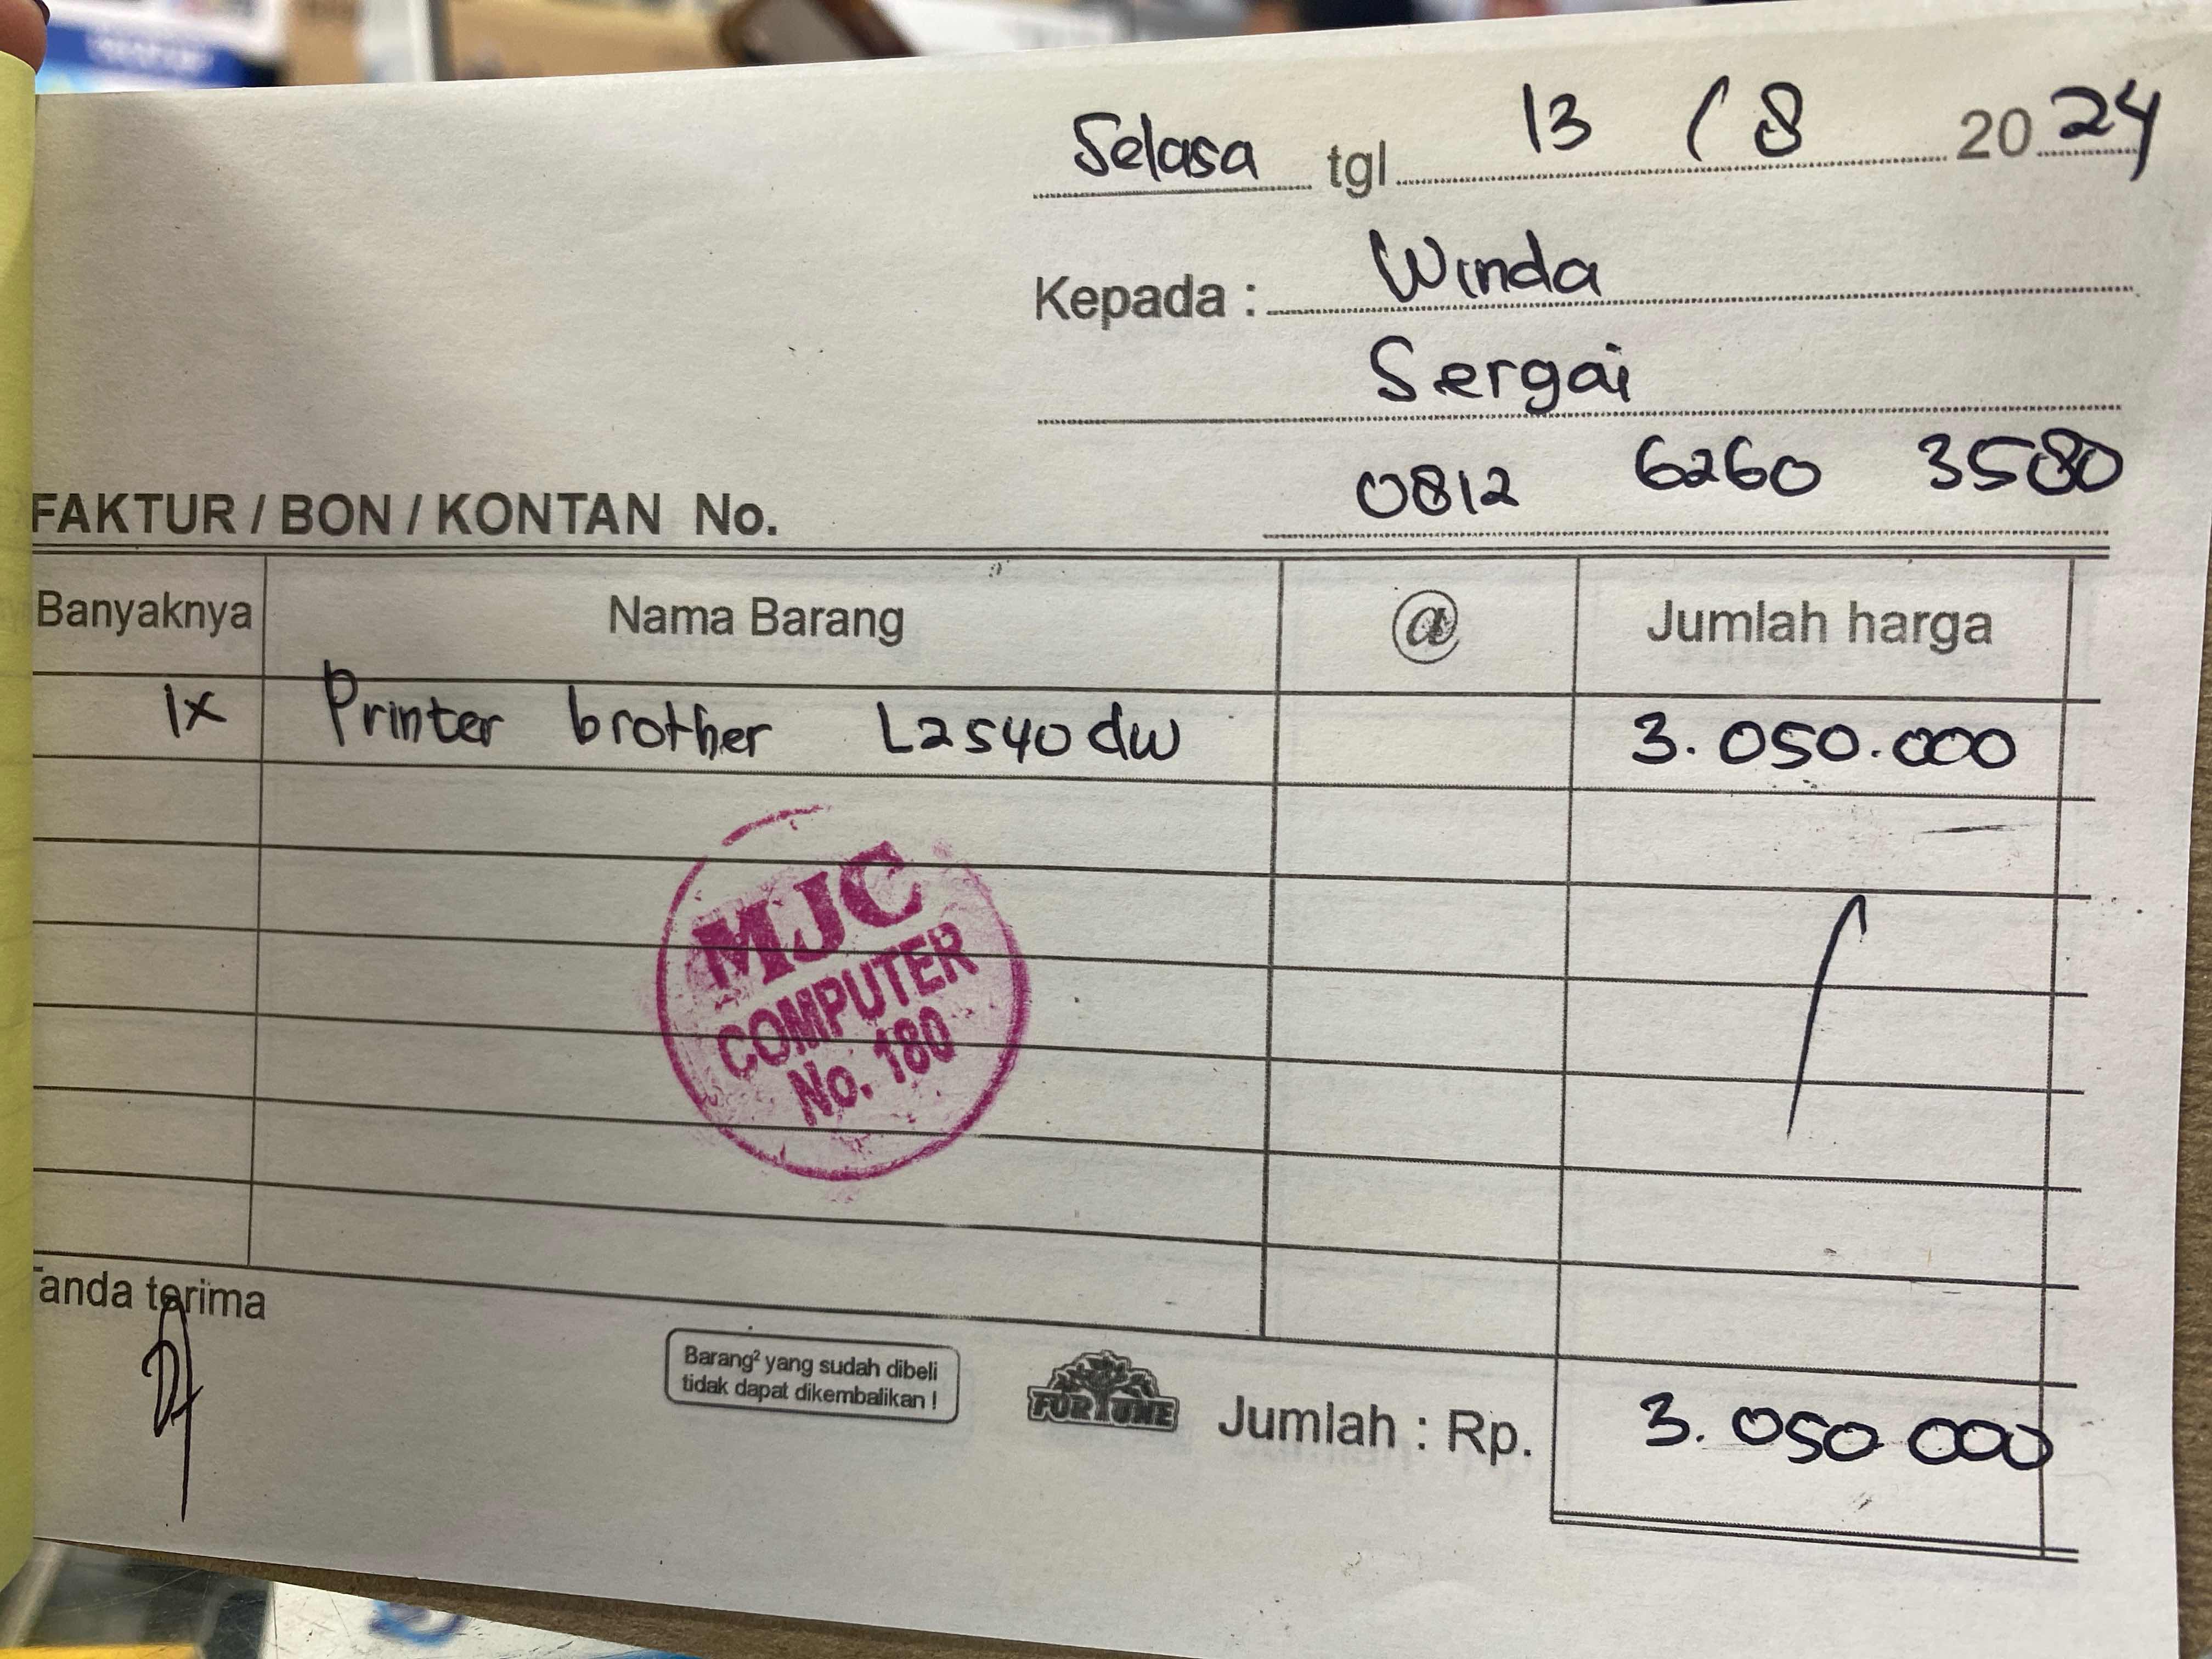 Selasa tgl 13 / 8 2024
Kepada : Winda
Sergai
0812 6260 3580
FAKTUR / BON / KONTAN No.
Banyaknya Nama Barang @ Jumlah harga
1x Printer brother L2540dw 3.050.000
MJC
COMPUTER
No. 180
Tanda terima
Barang² yang sudah dibeli
tidak dapat dikembalikan !
FORTUNE
Jumlah : Rp. 3.050 000